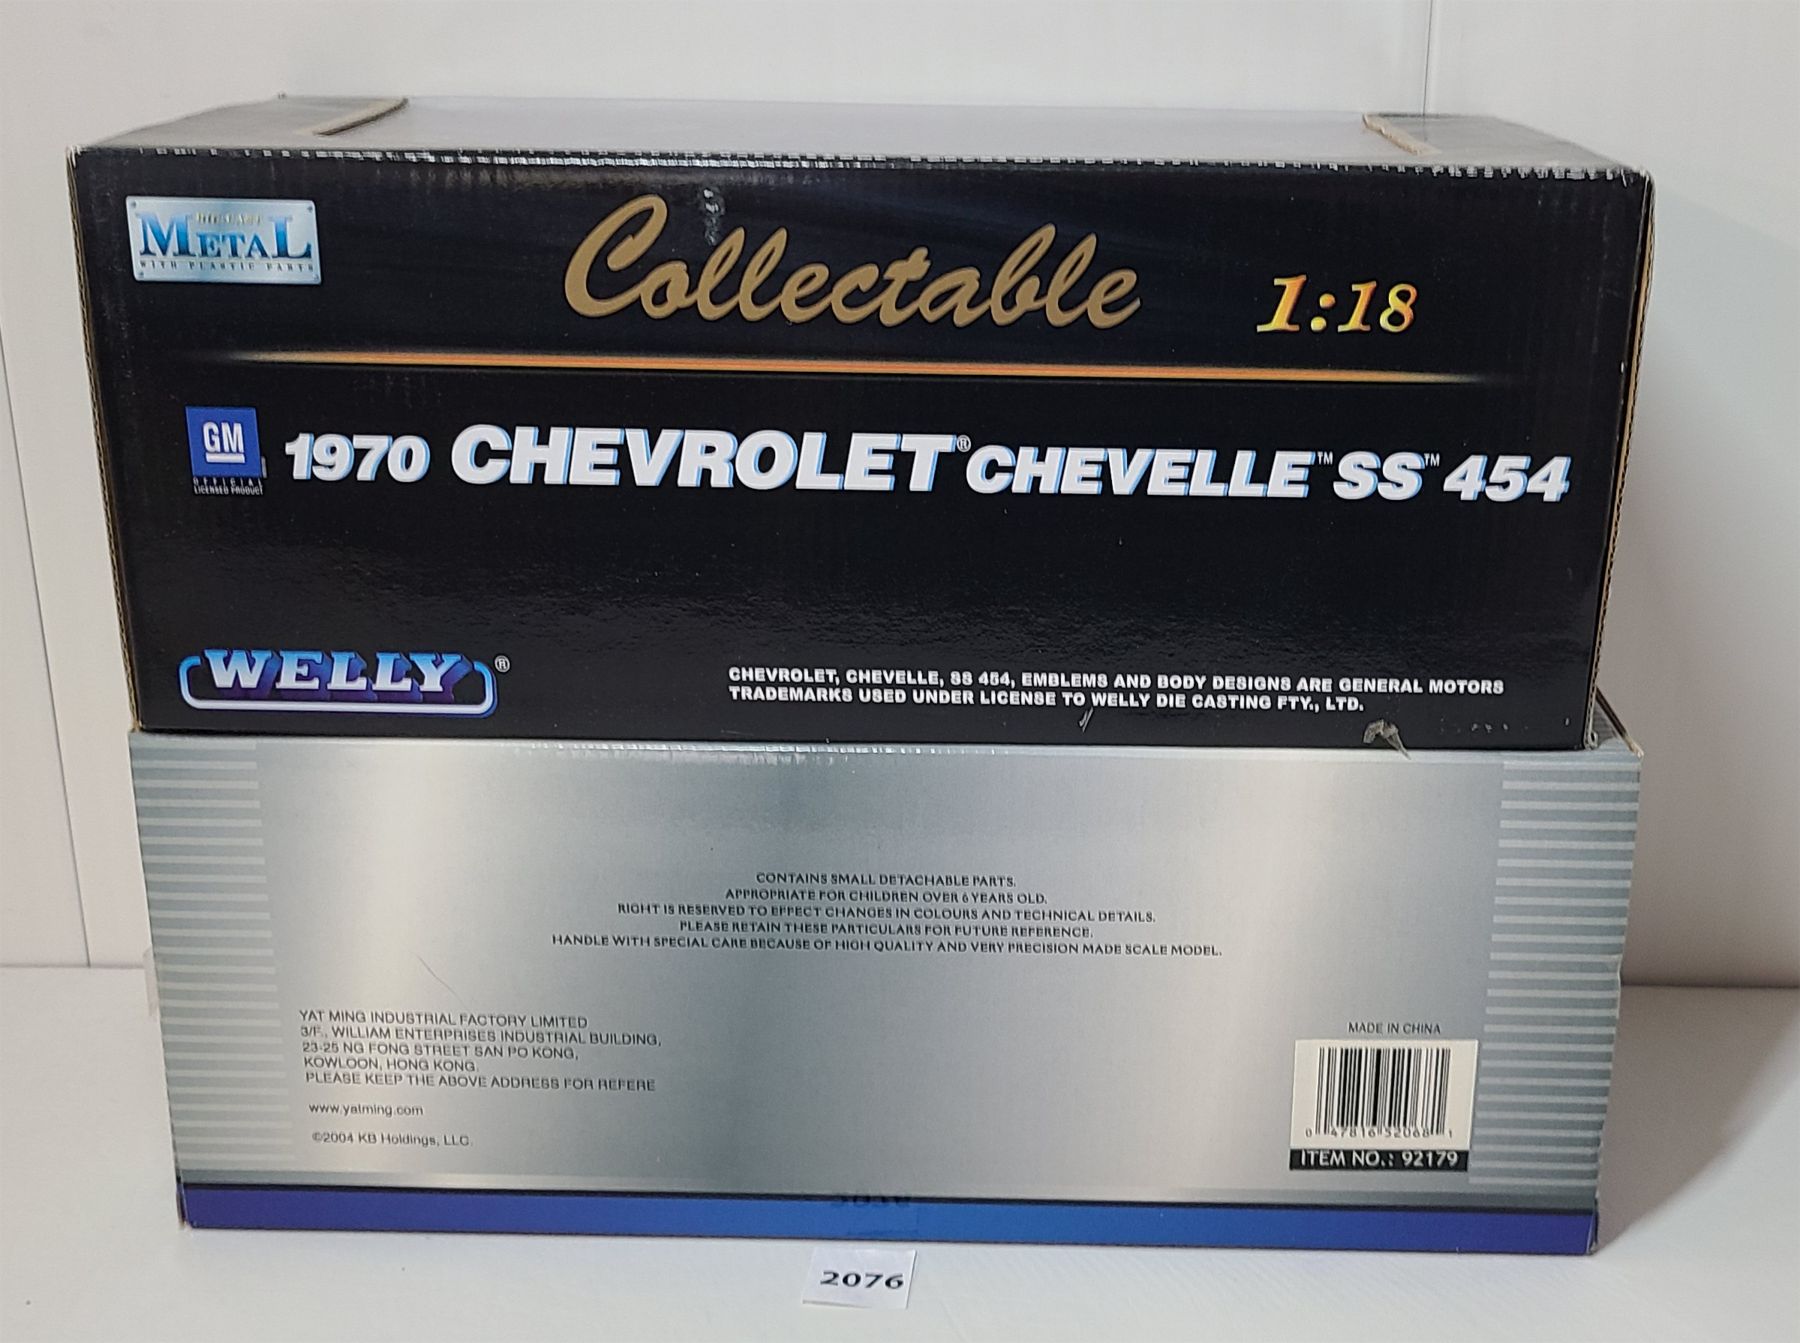 DIE-CAST
METAL
WITH PLASTIC PARTS
Collectable
1:18
GM
OFFICIAL
LICENSED PRODUCT
1970 CHEVROLET® CHEVELLE™ SS™ 454
WELLY®
CHEVROLET, CHEVELLE, SS 454, EMBLEMS AND BODY DESIGNS ARE GENERAL MOTORS
TRADEMARKS USED UNDER LICENSE TO WELLY DIE CASTING FTY., LTD.
CONTAINS SMALL DETACHABLE PARTS.
APPROPRIATE FOR CHILDREN OVER 6 YEARS OLD.
RIGHT IS RESERVED TO EFFECT CHANGES IN COLOURS AND TECHNICAL DETAILS.
PLEASE RETAIN THESE PARTICULARS FOR FUTURE REFERENCE.
HANDLE WITH SPECIAL CARE BECAUSE OF HIGH QUALITY AND VERY PRECISION MADE SCALE MODEL.
YAT MING INDUSTRIAL FACTORY LIMITED
3/F., WILLIAM ENTERPRISES INDUSTRIAL BUILDING,
23-25 NG FONG STREET SAN PO KONG,
KOWLOON, HONG KONG.
PLEASE KEEP THE ABOVE ADDRESS FOR REFERE
www.yatming.com
©2004 KB Holdings, LLC.
MADE IN CHINA
0 47816 52068 1
ITEM NO.: 92179
2076